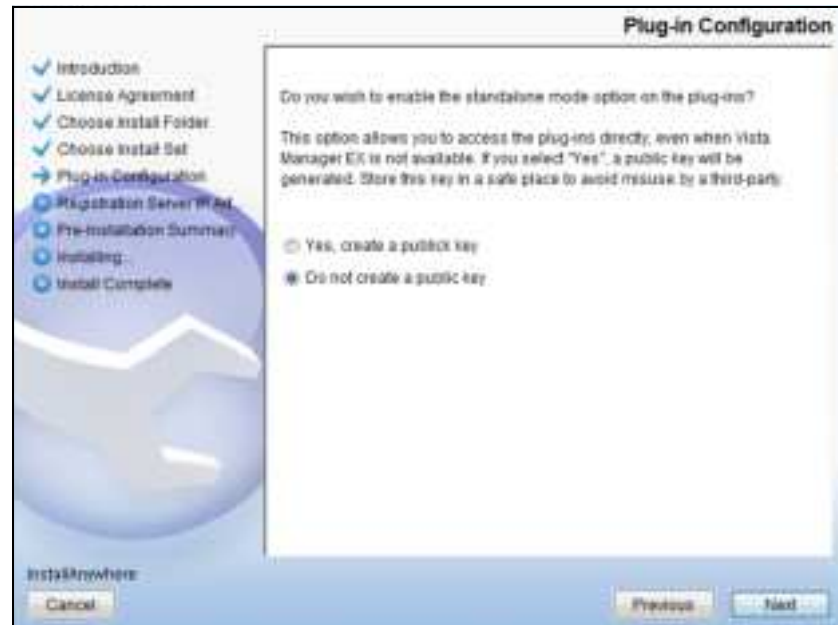 Plug-in Configuration
Introduction
License Agreement
Choose Install Folder
Choose Install Set
Plug-in Configuration
Registration Server IP Ad
Pre-Installation Summary
Installing...
Install Complete
Do you wish to enable the standalone mode option on the plug-ins?
This option allows you to access the plug-ins directly, even when Vista
Manager EX is not available. If you select "Yes", a public key will be
generated. Store this key in a safe place to avoid misuse by a third-party.
Yes, create a publick key
Do not create a public key
InstallAnywhere
Cancel
Previous
Next